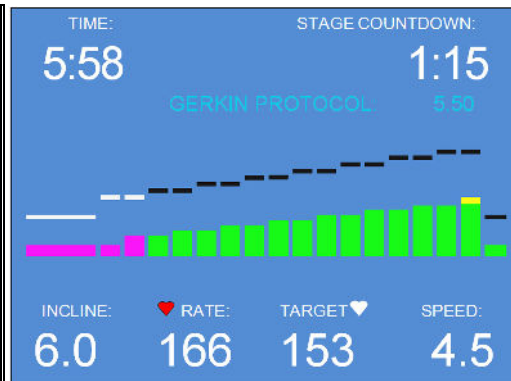 TIME: STAGE COUNTDOWN:
5:58 1:15
GERKIN PROTOCOL 5:50
INCLINE: RATE: TARGET SPEED:
6.0 166 153 4.5